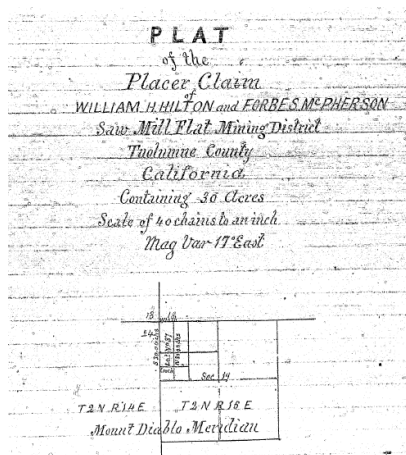 PLAT
of the
Placer Claim
of
WILLIAM H. HILTON and FORBES McPHERSON
Saw Mill Flat Mining District
Tuolumne County
California
Containing 30 Acres
Scale of 40 chains to an inch
Mag Var 17° East
18
24
Sec 19
T2N R14E T2N R15E
Mount Diablo Meridian